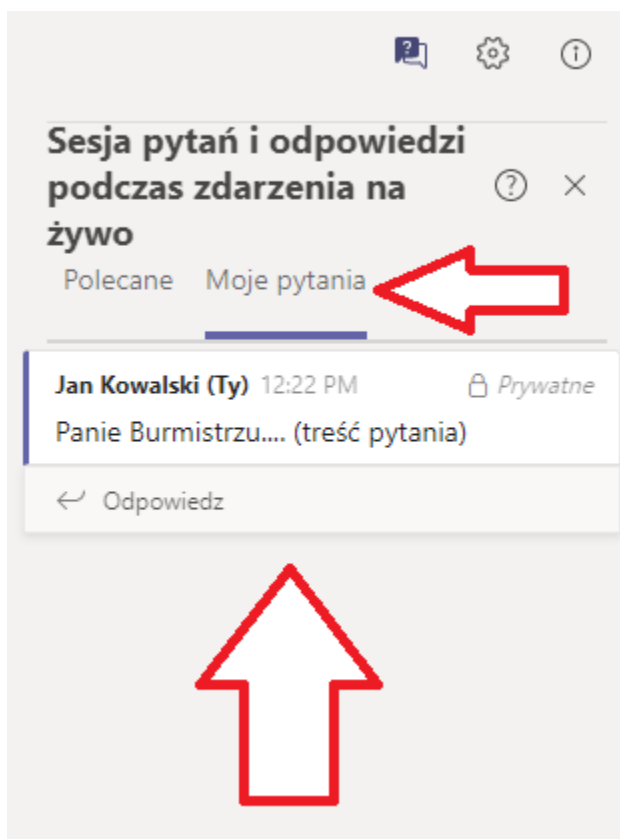 Sesja pytań i odpowiedzi
podczas zdarzenia na
żywo
Polecane Moje pytania
Jan Kowalski (Ty) 12:22 PM Prywatne
Panie Burmistrzu.... (treść pytania)
Odpowiedz